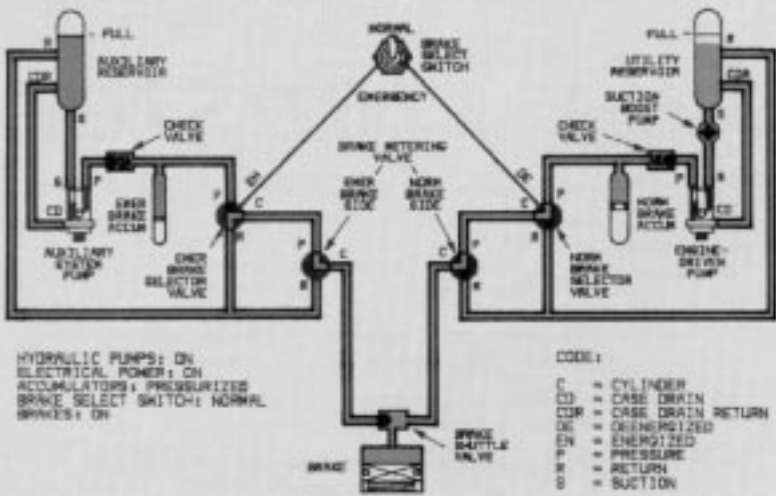 R
FULL
AUXILIARY
RESERVOIR
CDR
S
CHECK
VALVE
S
P
CD
EMER
BRAKE
ACCUM
AUXILIARY
SYSTEM
PUMP
NORMAL
BRAKE
SELECT
SWITCH
EMERGENCY
EN
DE
BRAKE METERING
VALVE
EMER
BRAKE
SIDE
NORM
BRAKE
SIDE
P
C
R
EMER
BRAKE
SELECTOR
VALVE
P
C
R
P
C
R
P
C
R
NORM
BRAKE
SELECTOR
VALVE
FULL
R
UTILITY
RESERVOIR
CDR
S
SUCTION
BOOST
PUMP
CHECK
VALVE
P
S
CD
NORM
BRAKE
ACCUM
ENGINE-
DRIVEN
PUMP
HYDRAULIC PUMPS: ON
ELECTRICAL POWER: ON
ACCUMULATORS: PRESSURIZED
BRAKE SELECT SWITCH: NORMAL
BRAKES: ON
BRAKE
BRAKE
SHUTTLE
VALVE
CODE:
C = CYLINDER
CD = CASE DRAIN
CDR = CASE DRAIN RETURN
DE = DEENERGIZED
EN = ENERGIZED
P = PRESSURE
R = RETURN
S = SUCTION